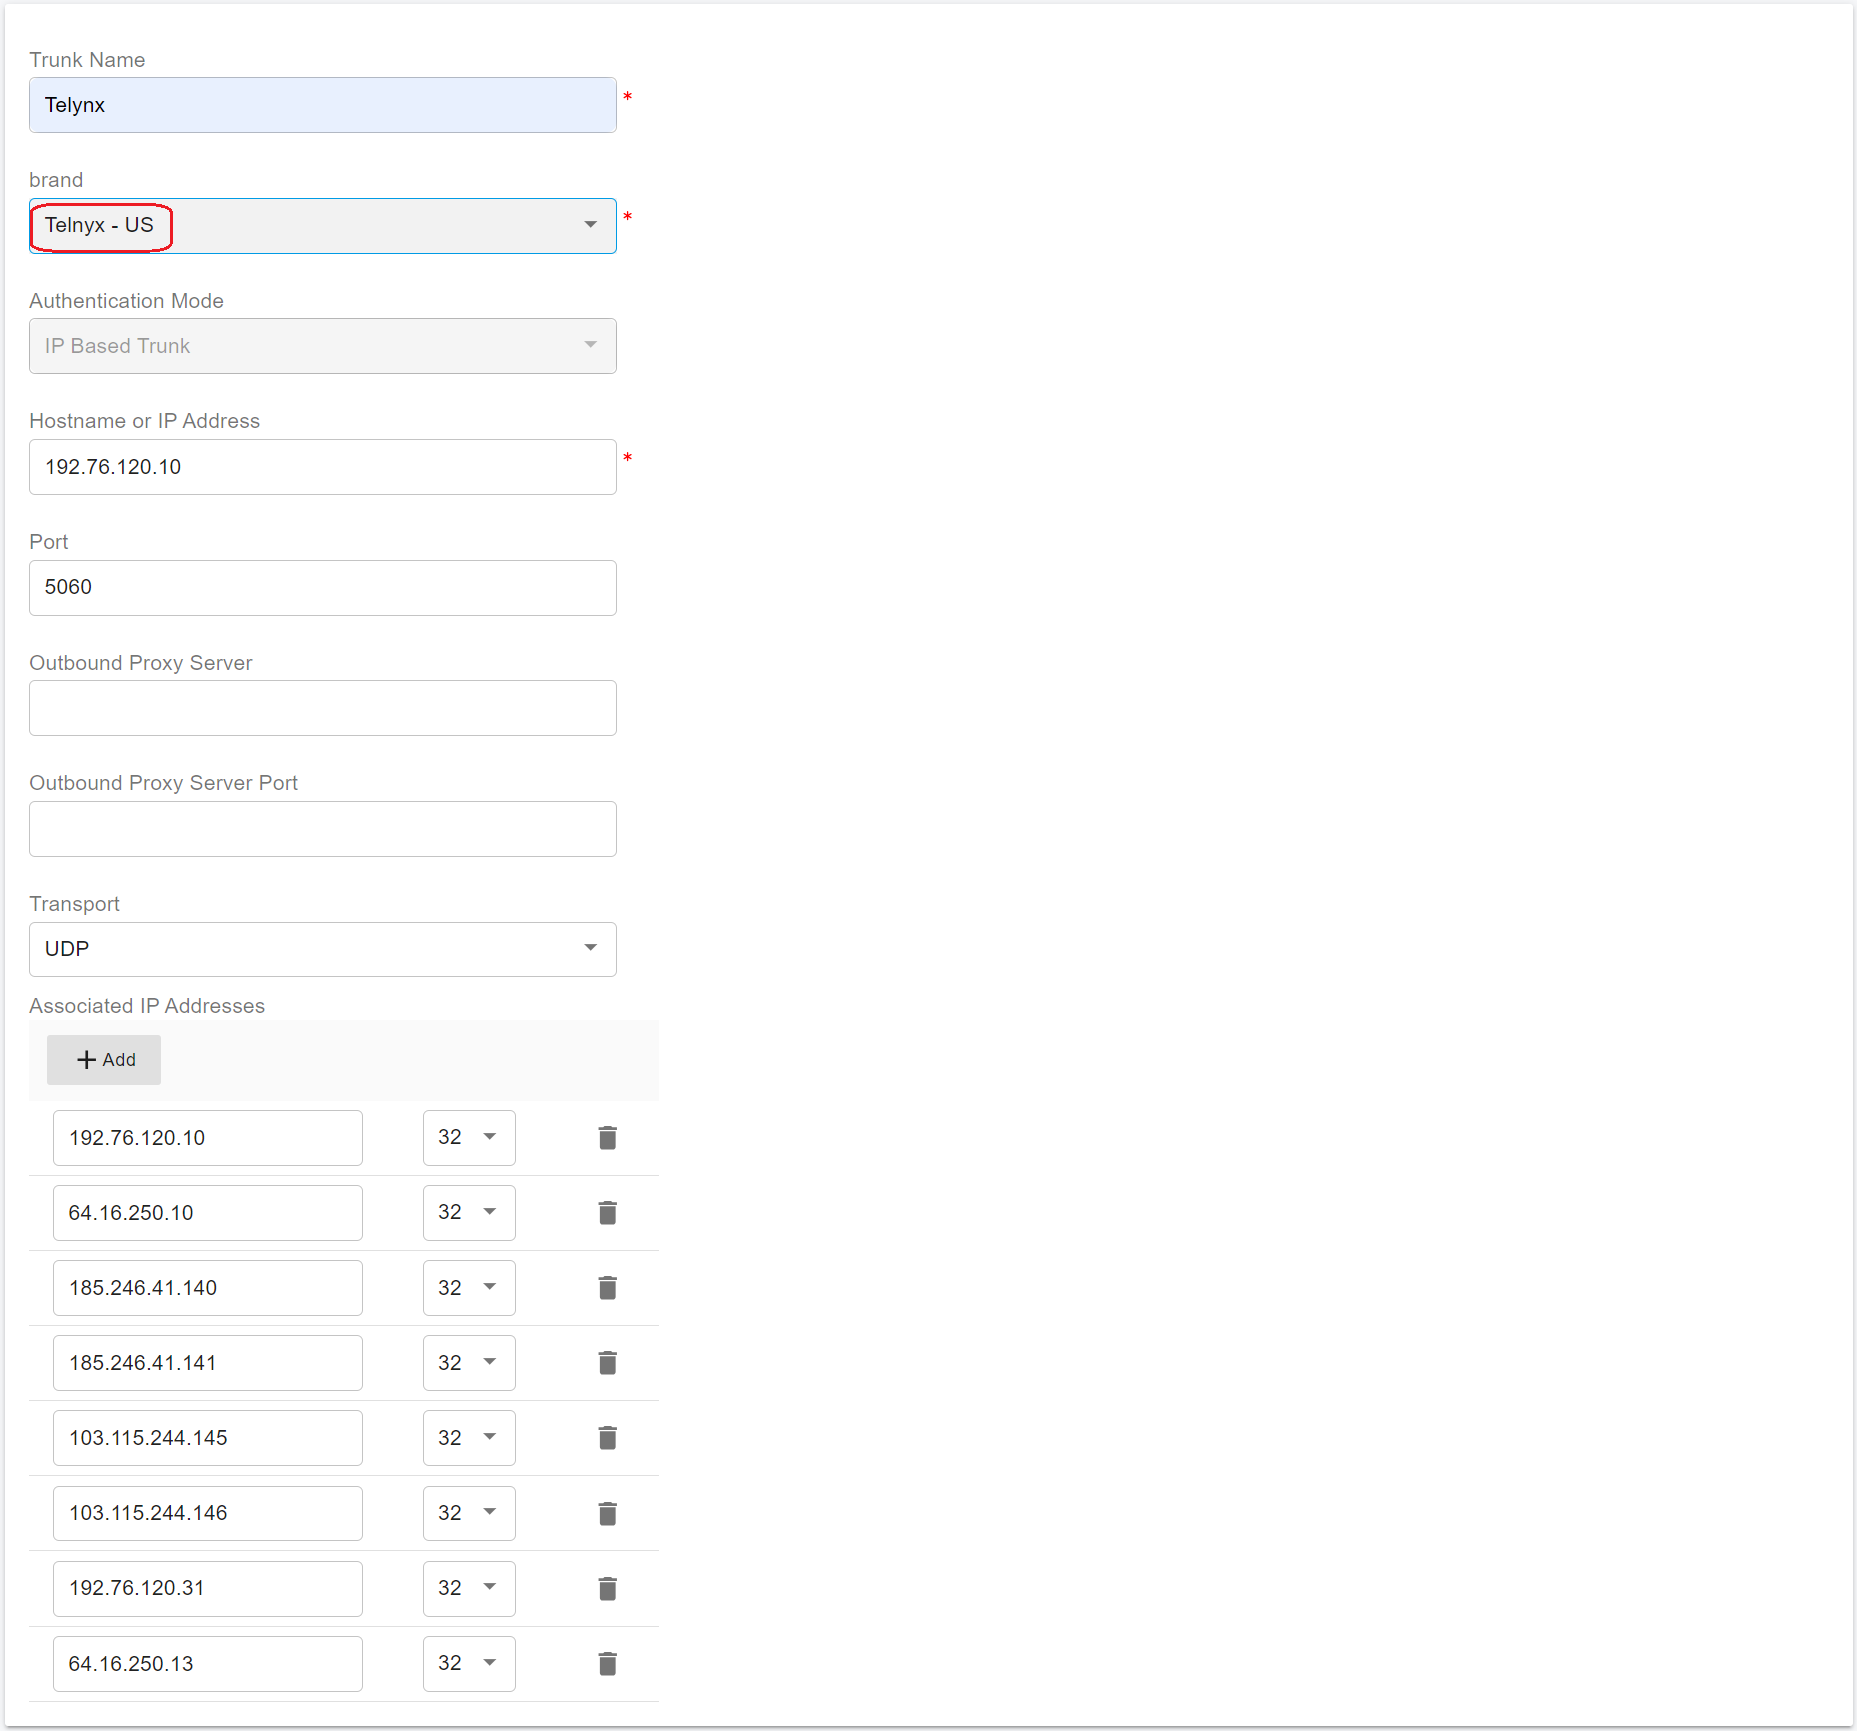 Trunk Name
Telynx *
brand
Telnyx - US *
Authentication Mode
IP Based Trunk
Hostname or IP Address
192.76.120.10 *
Port
5060
Outbound Proxy Server
Outbound Proxy Server Port
Transport
UDP
Associated IP Addresses
+ Add
192.76.120.10 32
64.16.250.10 32
185.246.41.140 32
185.246.41.141 32
103.115.244.145 32
103.115.244.146 32
192.76.120.31 32
64.16.250.13 32